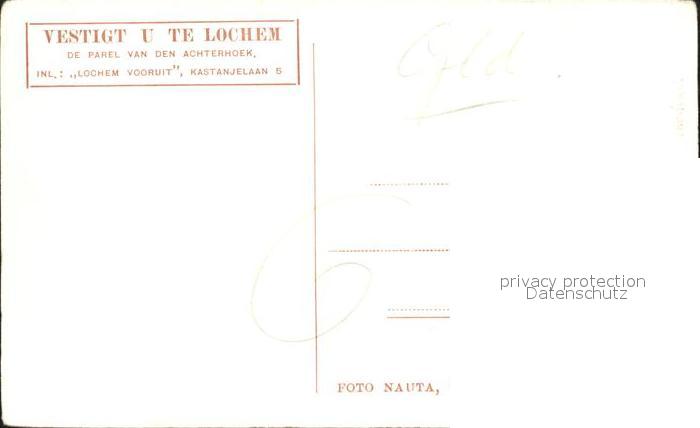 VESTIGT U TE LOCHEM
DE PAREL VAN DEN ACHTERHOEK.
INL.: „LOCHEM VOORUIT”, KASTANJELAAN 5
Gld
6
privacy protection
Datenschutz
FOTO NAUTA,